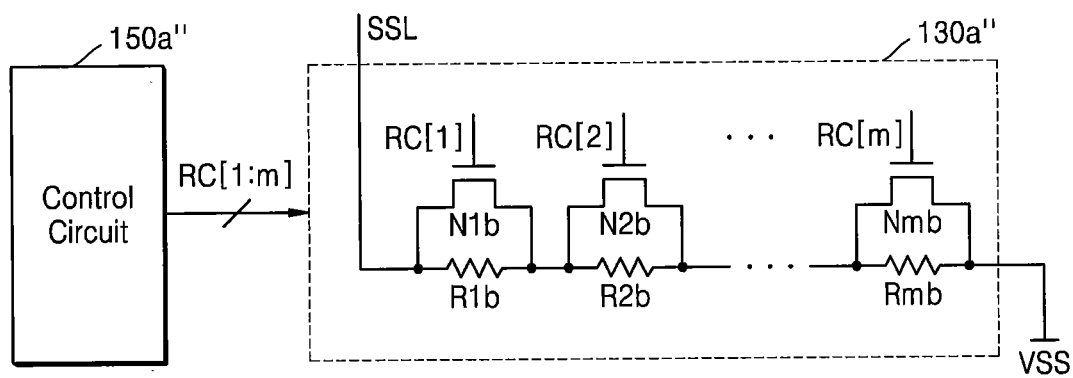 150a"
SSL
130a"
RC[1]
RC[2]
· · ·
RC[m]
RC[1:m]
Control
Circuit
N1b
N2b
Nmb
· · ·
R1b
R2b
Rmb
VSS